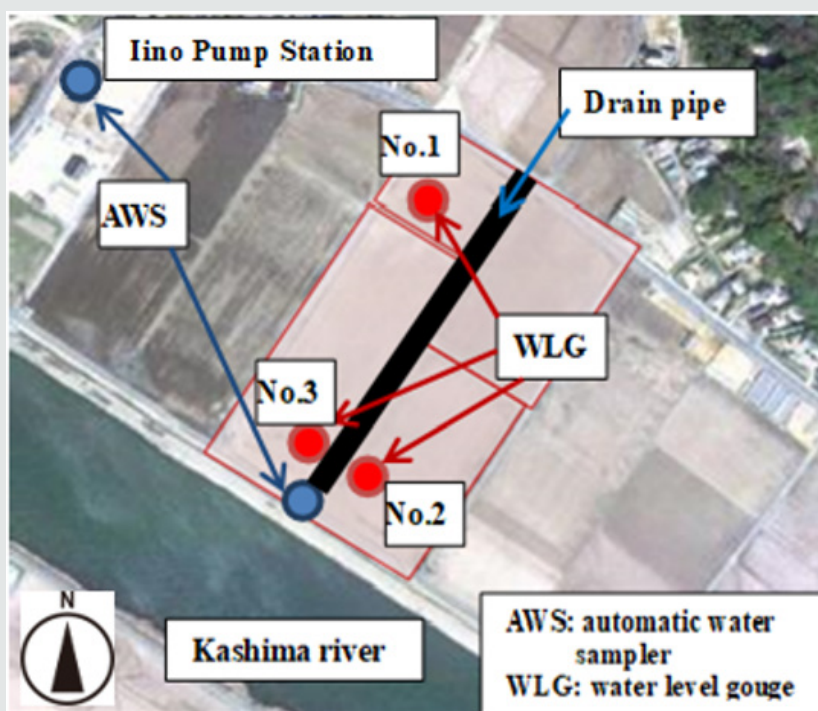 Iino Pump Station
Drain pipe
No.1
AWS
WLG
No.3
No.2
N
Kashima river
AWS: automatic water
sampler
WLG: water level gouge